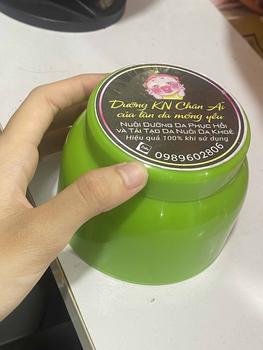 Dưỡng KN Chân Ái
của làn da mỏng yếu
Nuôi Dưỡng Da Phục Hồi
và Tái Tạo Da Nuôi Da Khoẻ
Hiệu quả 100% khi sử dụng
0989602806